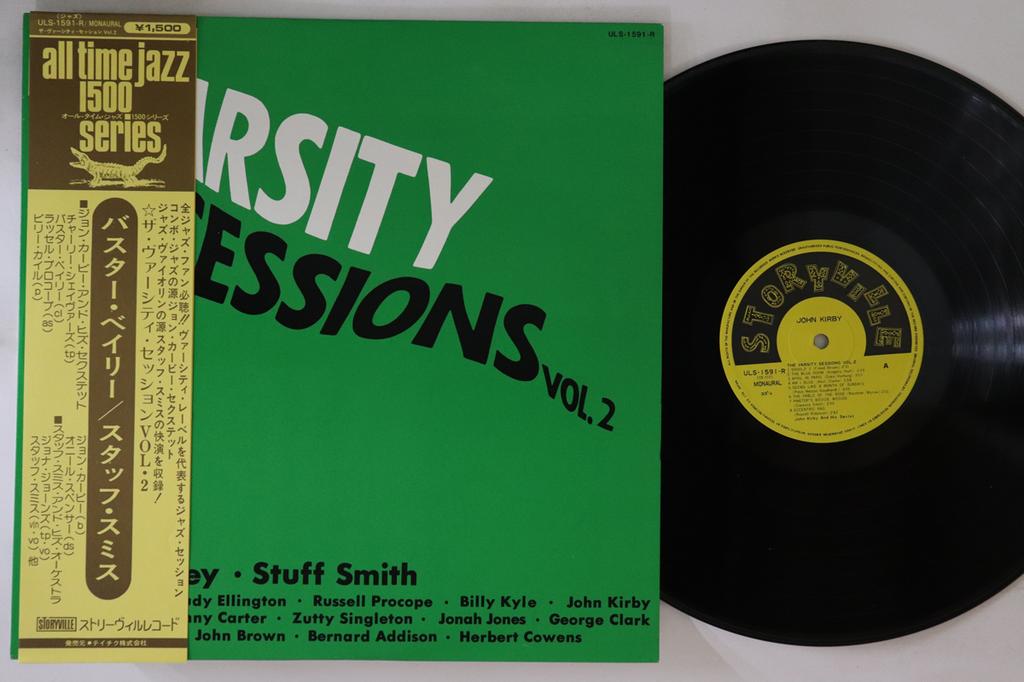 (ジャズ)
ULS-1591-R/MONAURAL
ザ・ヴァーシティ・セッション Vol.2
¥1,500
all time jazz
1500
オール・タイム・ジャズ■1500シリーズ
series
全ジャズ・ファン必聴!! ヴァーシティ・レーベルを代表するジャズ・セッション
コンボ・ジャズの源ジョン・カービー・セクステット
ジャズ・ヴァイオリンの源スタッフ・スミスの快演を収録!
☆ザ・ヴァーシティ・セッションVOL・2
バスター・ベイリー/スタッフ・スミス
■ジョン・カービー・アンド・ヒズ・セクステット
チャーリー・シェイヴァーズ(tp)
バスター・ベイリー(cl)
ラッセル・プロコープ(as)
ビリー・カイル(p)
ジョン・カービー(b)
オニール・スペンサー(ds)
■スタッフ・スミス・アンド・ヒズ・オーケストラ
ジョナ・ジョーンズ(tp・vo)
スタッフ・スミス(vln・vo)他
STORYVILLE ストーリーヴィルレコード
発売元●テイチク株式会社
ULS-1591-R
ARSITY
ESSIONS VOL.2
ey · Stuff Smith
udy Ellington · Russell Procope · Billy Kyle · John Kirby
nny Carter · Zutty Singleton · Jonah Jones · George Clark
John Brown · Bernard Addison · Herbert Cowens
STORYVILLE
JOHN KIRBY
THE VARSITY SESSIONS VOL.2
ULS-1591-R
MONAURAL
A
John Kirby And His Sextet